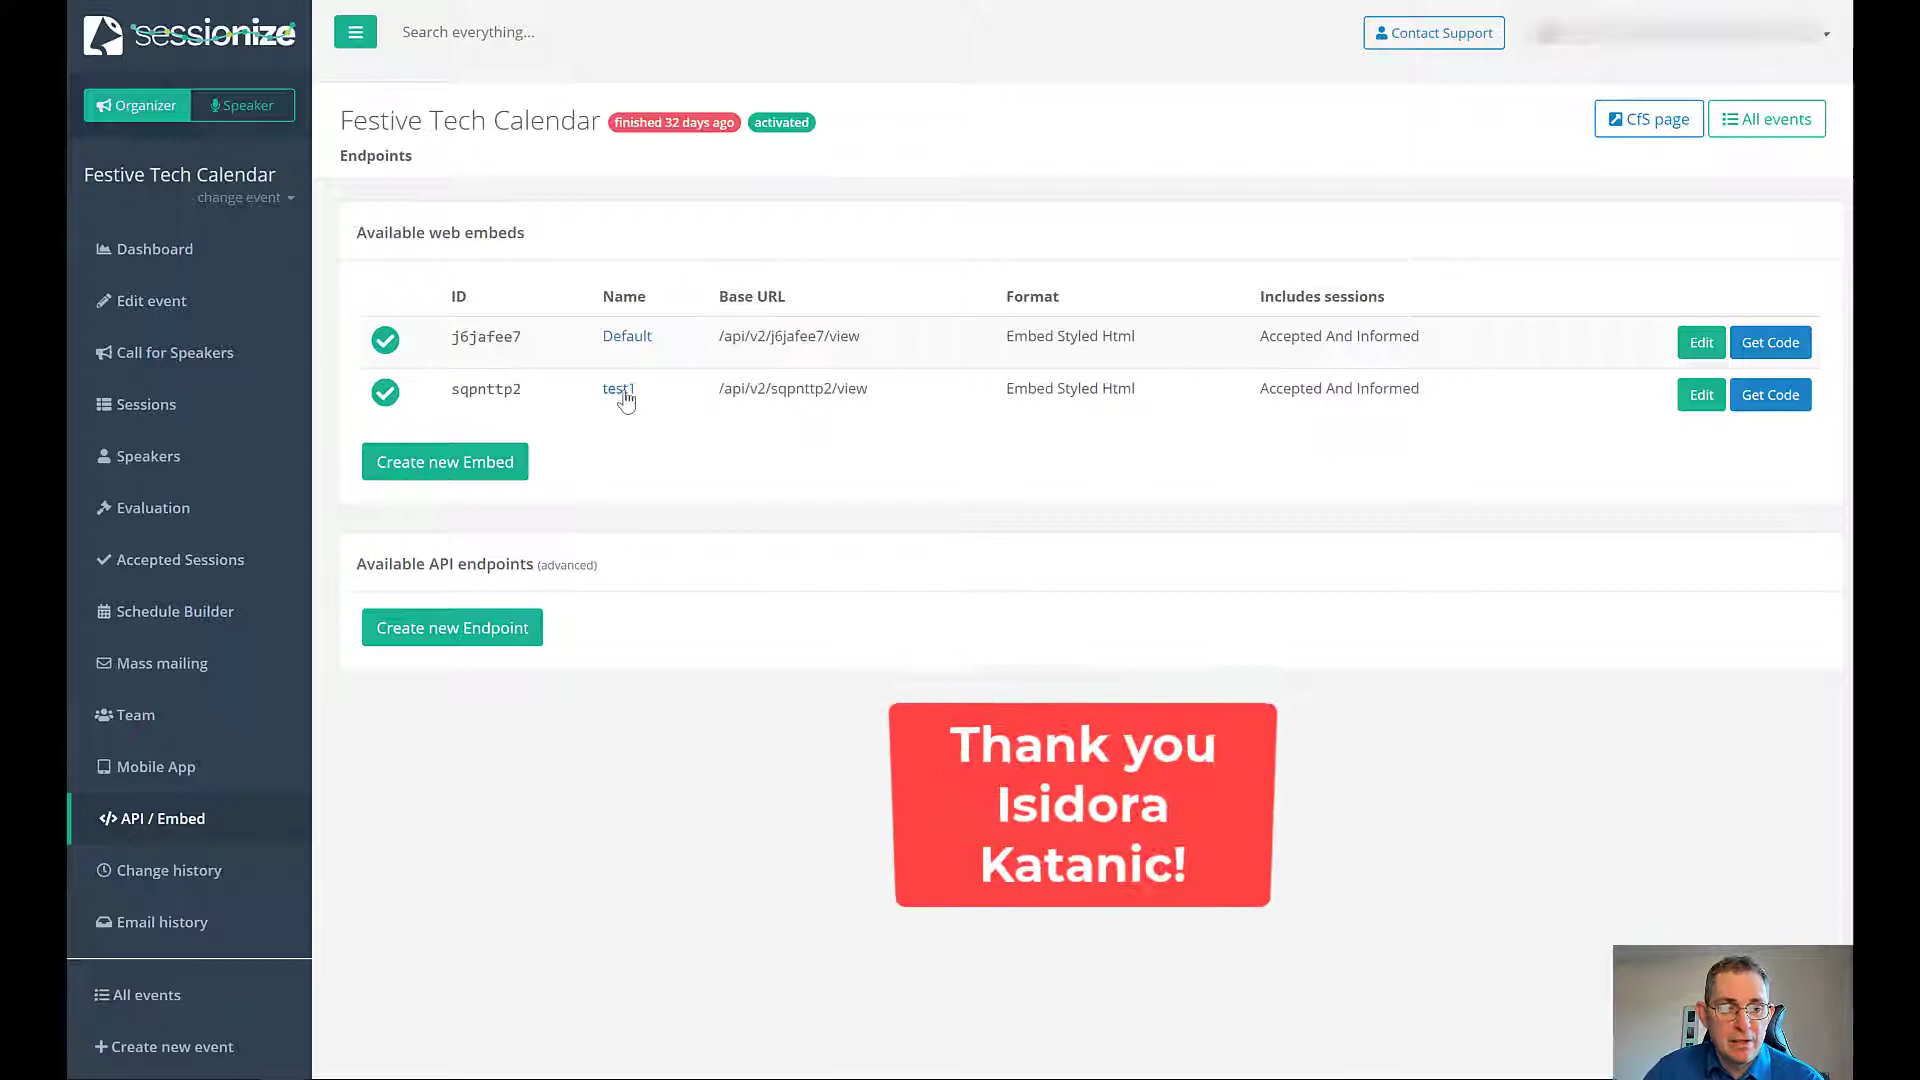 sessionize
Search everything...
Contact Support
Organizer
Speaker
Festive Tech Calendar
change event
Dashboard
Edit event
Call for Speakers
Sessions
Speakers
Evaluation
Accepted Sessions
Schedule Builder
Mass mailing
Team
Mobile App
</> API / Embed
Change history
Email history
All events
Create new event
Festive Tech Calendar finished 32 days ago activated
Endpoints
CfS page
All events
Available web embeds
ID Name Base URL Format Includes sessions
j6jafee7 Default /api/v2/j6jafee7/view Embed Styled Html Accepted And Informed Edit Get Code
sqpnttp2 test1 /api/v2/sqpnttp2/view Embed Styled Html Accepted And Informed Edit Get Code
Create new Embed
Available API endpoints (advanced)
Create new Endpoint
Thank you
Isidora
Katanic!